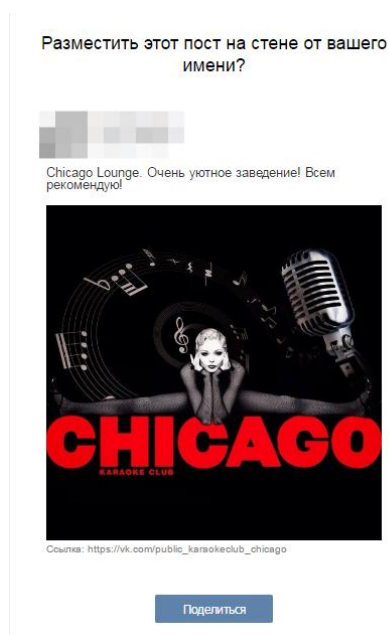 Разместить этот пост на стене от вашего
имени?
Chicago Lounge. Очень уютное заведение! Всем
рекомендую!
CHICAGO
KARAOKE CLUB
Ссылка: https://vk.com/public_karaokeclub_chicago
Поделиться